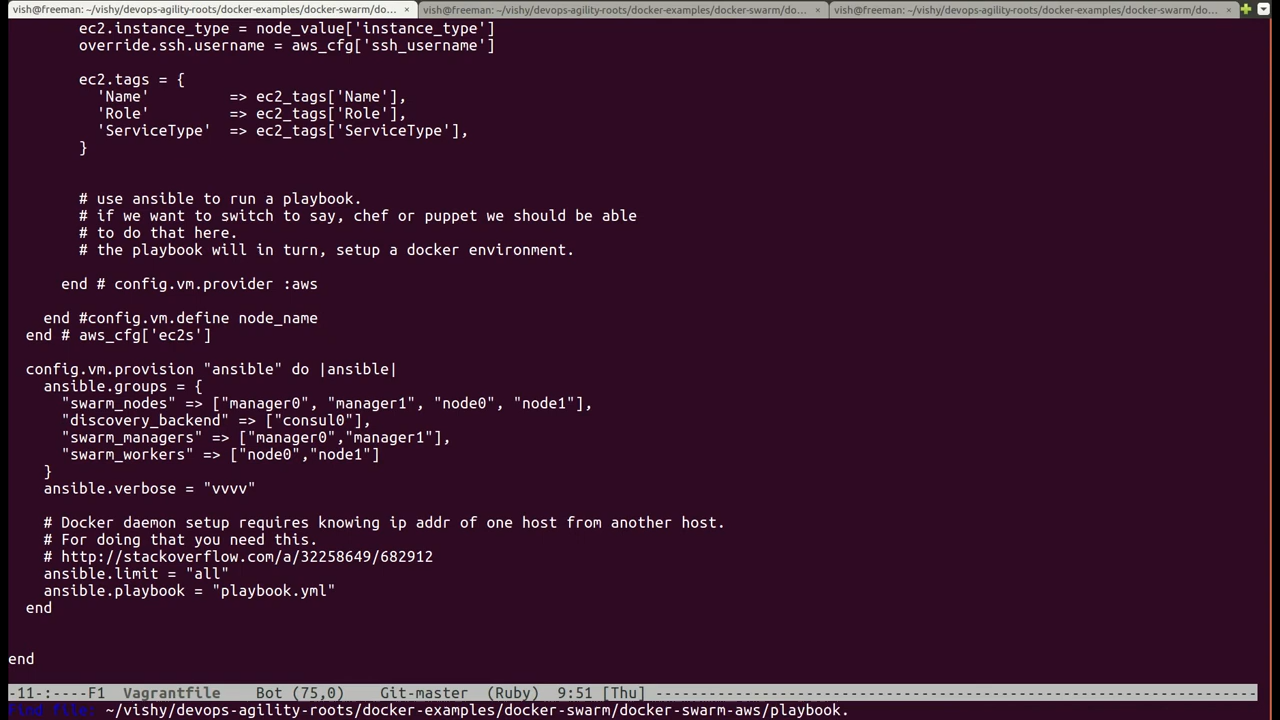 vish@freeman: ~/vishy/devops-agility-roots/docker-examples/docker-swarm/do... × vish@freeman: ~/vishy/devops-agility-roots/docker-examples/docker-swarm/do... × vish@freeman: ~/vishy/devops-agility-roots/docker-examples/docker-swarm/do... ×
ec2.instance_type = node_value['instance_type']
override.ssh.username = aws_cfg['ssh_username']
ec2.tags = {
'Name' => ec2_tags['Name'],
'Role' => ec2_tags['Role'],
'ServiceType' => ec2_tags['ServiceType'],
}
# use ansible to run a playbook.
# if we want to switch to say, chef or puppet we should be able
# to do that here.
# the playbook will in turn, setup a docker environment.
end # config.vm.provider :aws
end #config.vm.define node_name
end # aws_cfg['ec2s']
config.vm.provision "ansible" do |ansible|
ansible.groups = {
"swarm_nodes" => ["manager0", "manager1", "node0", "node1"],
"discovery_backend" => ["consul0"],
"swarm_managers" => ["manager0","manager1"],
"swarm_workers" => ["node0","node1"]
}
ansible.verbose = "vvvv"
# Docker daemon setup requires knowing ip addr of one host from another host.
# For doing that you need this.
# http://stackoverflow.com/a/32258649/682912
ansible.limit = "all"
ansible.playbook = "playbook.yml"
end
end
-11-:----F1 Vagrantfile Bot (75,0) Git-master (Ruby) 9:51 [Thu] --------------------------------------------------------------------
Find file: ~/vishy/devops-agility-roots/docker-examples/docker-swarm/docker-swarm-aws/playbook.